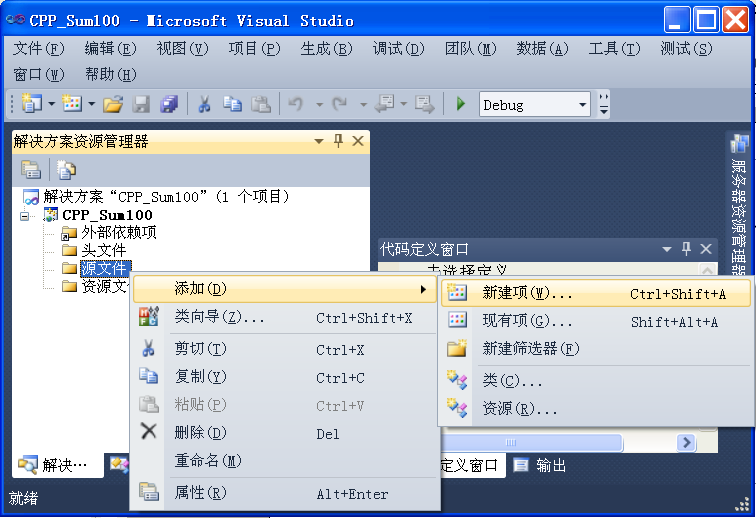 CPP_Sum100 - Microsoft Visual Studio
文件(F) 编辑(E) 视图(V) 项目(P) 生成(B) 调试(D) 团队(M) 数据(A) 工具(T) 测试(S)
窗口(W) 帮助(H)
Debug
解决方案资源管理器
解决方案“CPP_Sum100”(1 个项目)
CPP_Sum100
外部依赖项
头文件
源文件
资源文
代码定义窗口
选择定义
服务器资源管理器
添加(D)
类向导(Z)... Ctrl+Shift+X
剪切(T) Ctrl+X
复制(Y) Ctrl+C
粘贴(P) Ctrl+V
删除(D) Del
重命名(M)
属性(R) Alt+Enter
新建项(W)... Ctrl+Shift+A
现有项(G)... Shift+Alt+A
新建筛选器(F)
类(C)...
资源(R)...
解决...
定义窗口
输出
就绪